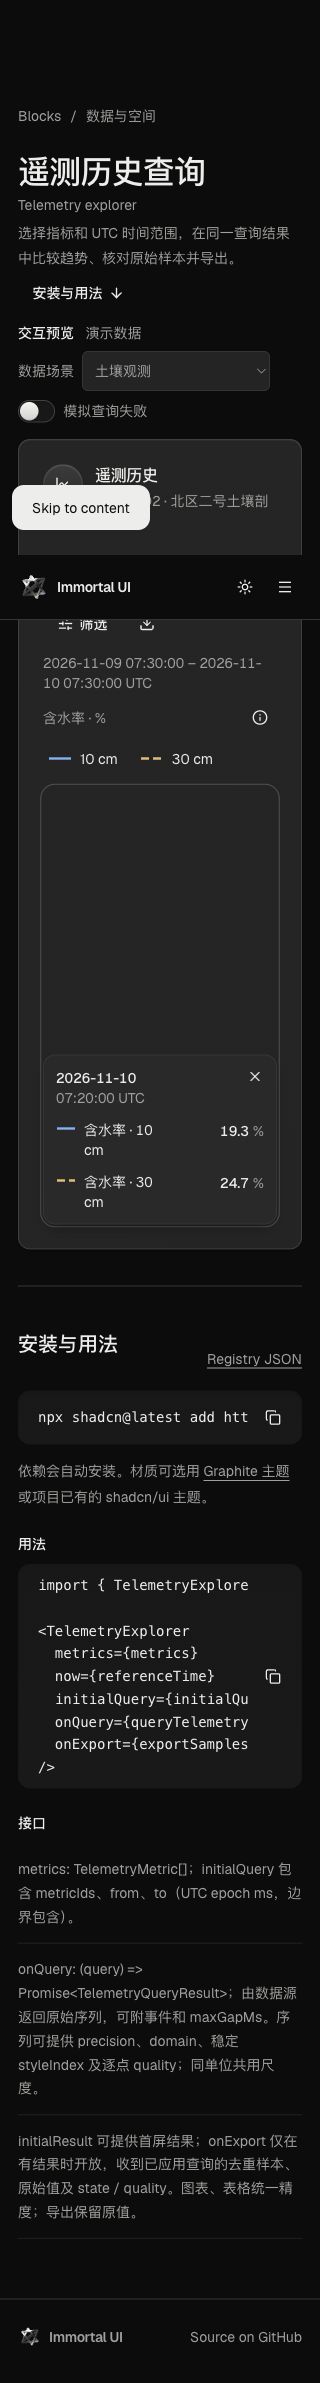 Blocks / 数据与空间
遥测历史查询
Telemetry explorer
选择指标和 UTC 时间范围，在同一查询结果
中比较趋势、核对原始样本并导出。
安装与用法 ↓
交互预览 演示数据
数据场景 土壤观测
模拟查询失败
遥测历史
2 · 北区二号土壤剖
Skip to content
Immortal UI
筛选
2026-11-09 07:30:00 – 2026-11-
10 07:30:00 UTC
含水率 · %
10 cm 30 cm
2026-11-10
07:20:00 UTC
含水率 · 10 19.3 %
cm
含水率 · 30 24.7 %
cm
安装与用法
Registry JSON
npx shadcn@latest add htt
依赖会自动安装。材质可选用 Graphite 主题
或项目已有的 shadcn/ui 主题。
用法
import { TelemetryExplore
<TelemetryExplorer
metrics={metrics}
now={referenceTime}
initialQuery={initialQu
onQuery={queryTelemetry
onExport={exportSamples
/>
接口
metrics: TelemetryMetric[]；initialQuery 包
含 metricIds、from、to（UTC epoch ms，边
界包含）。
onQuery: (query) =>
Promise<TelemetryQueryResult>；由数据源
返回原始序列，可附事件和 maxGapMs。序
列可提供 precision、domain、稳定
styleIndex 及逐点 quality；同单位共用尺
度。
initialResult 可提供首屏结果；onExport 仅在
有结果时开放，收到已应用查询的去重样本、
原始值及 state / quality。图表、表格统一精
度；导出保留原值。
Immortal UI Source on GitHub